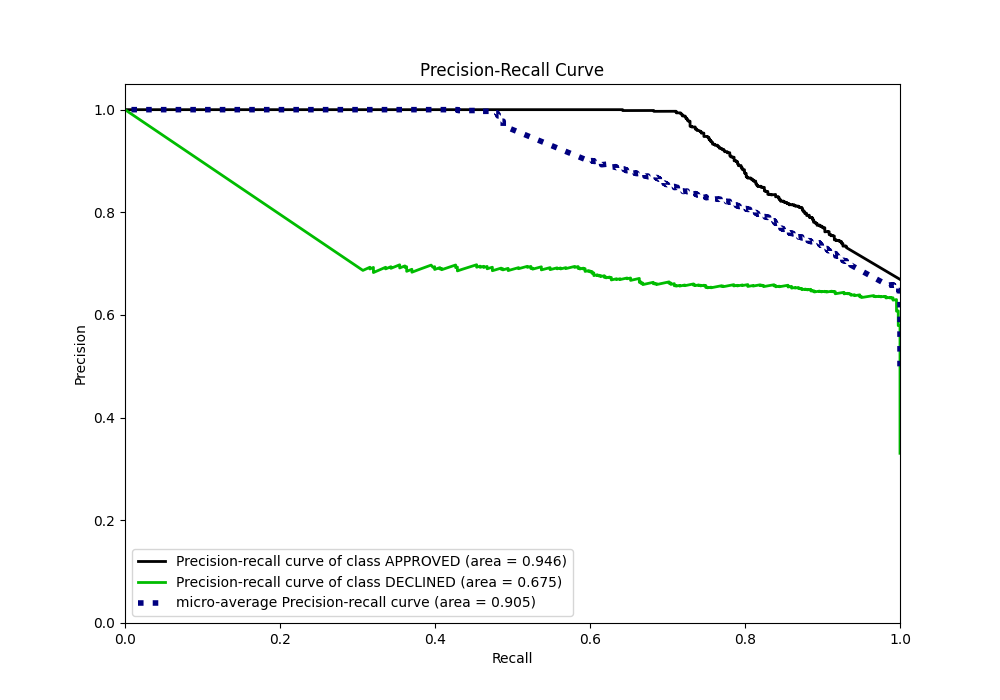 Precision-Recall Curve
1.0
0.8
0.6
0.4
0.2
0.0
Precision
Precision-recall curve of class APPROVED (area = 0.946)
Precision-recall curve of class DECLINED (area = 0.675)
micro-average Precision-recall curve (area = 0.905)
0.0 0.2 0.4 0.6 0.8 1.0
Recall